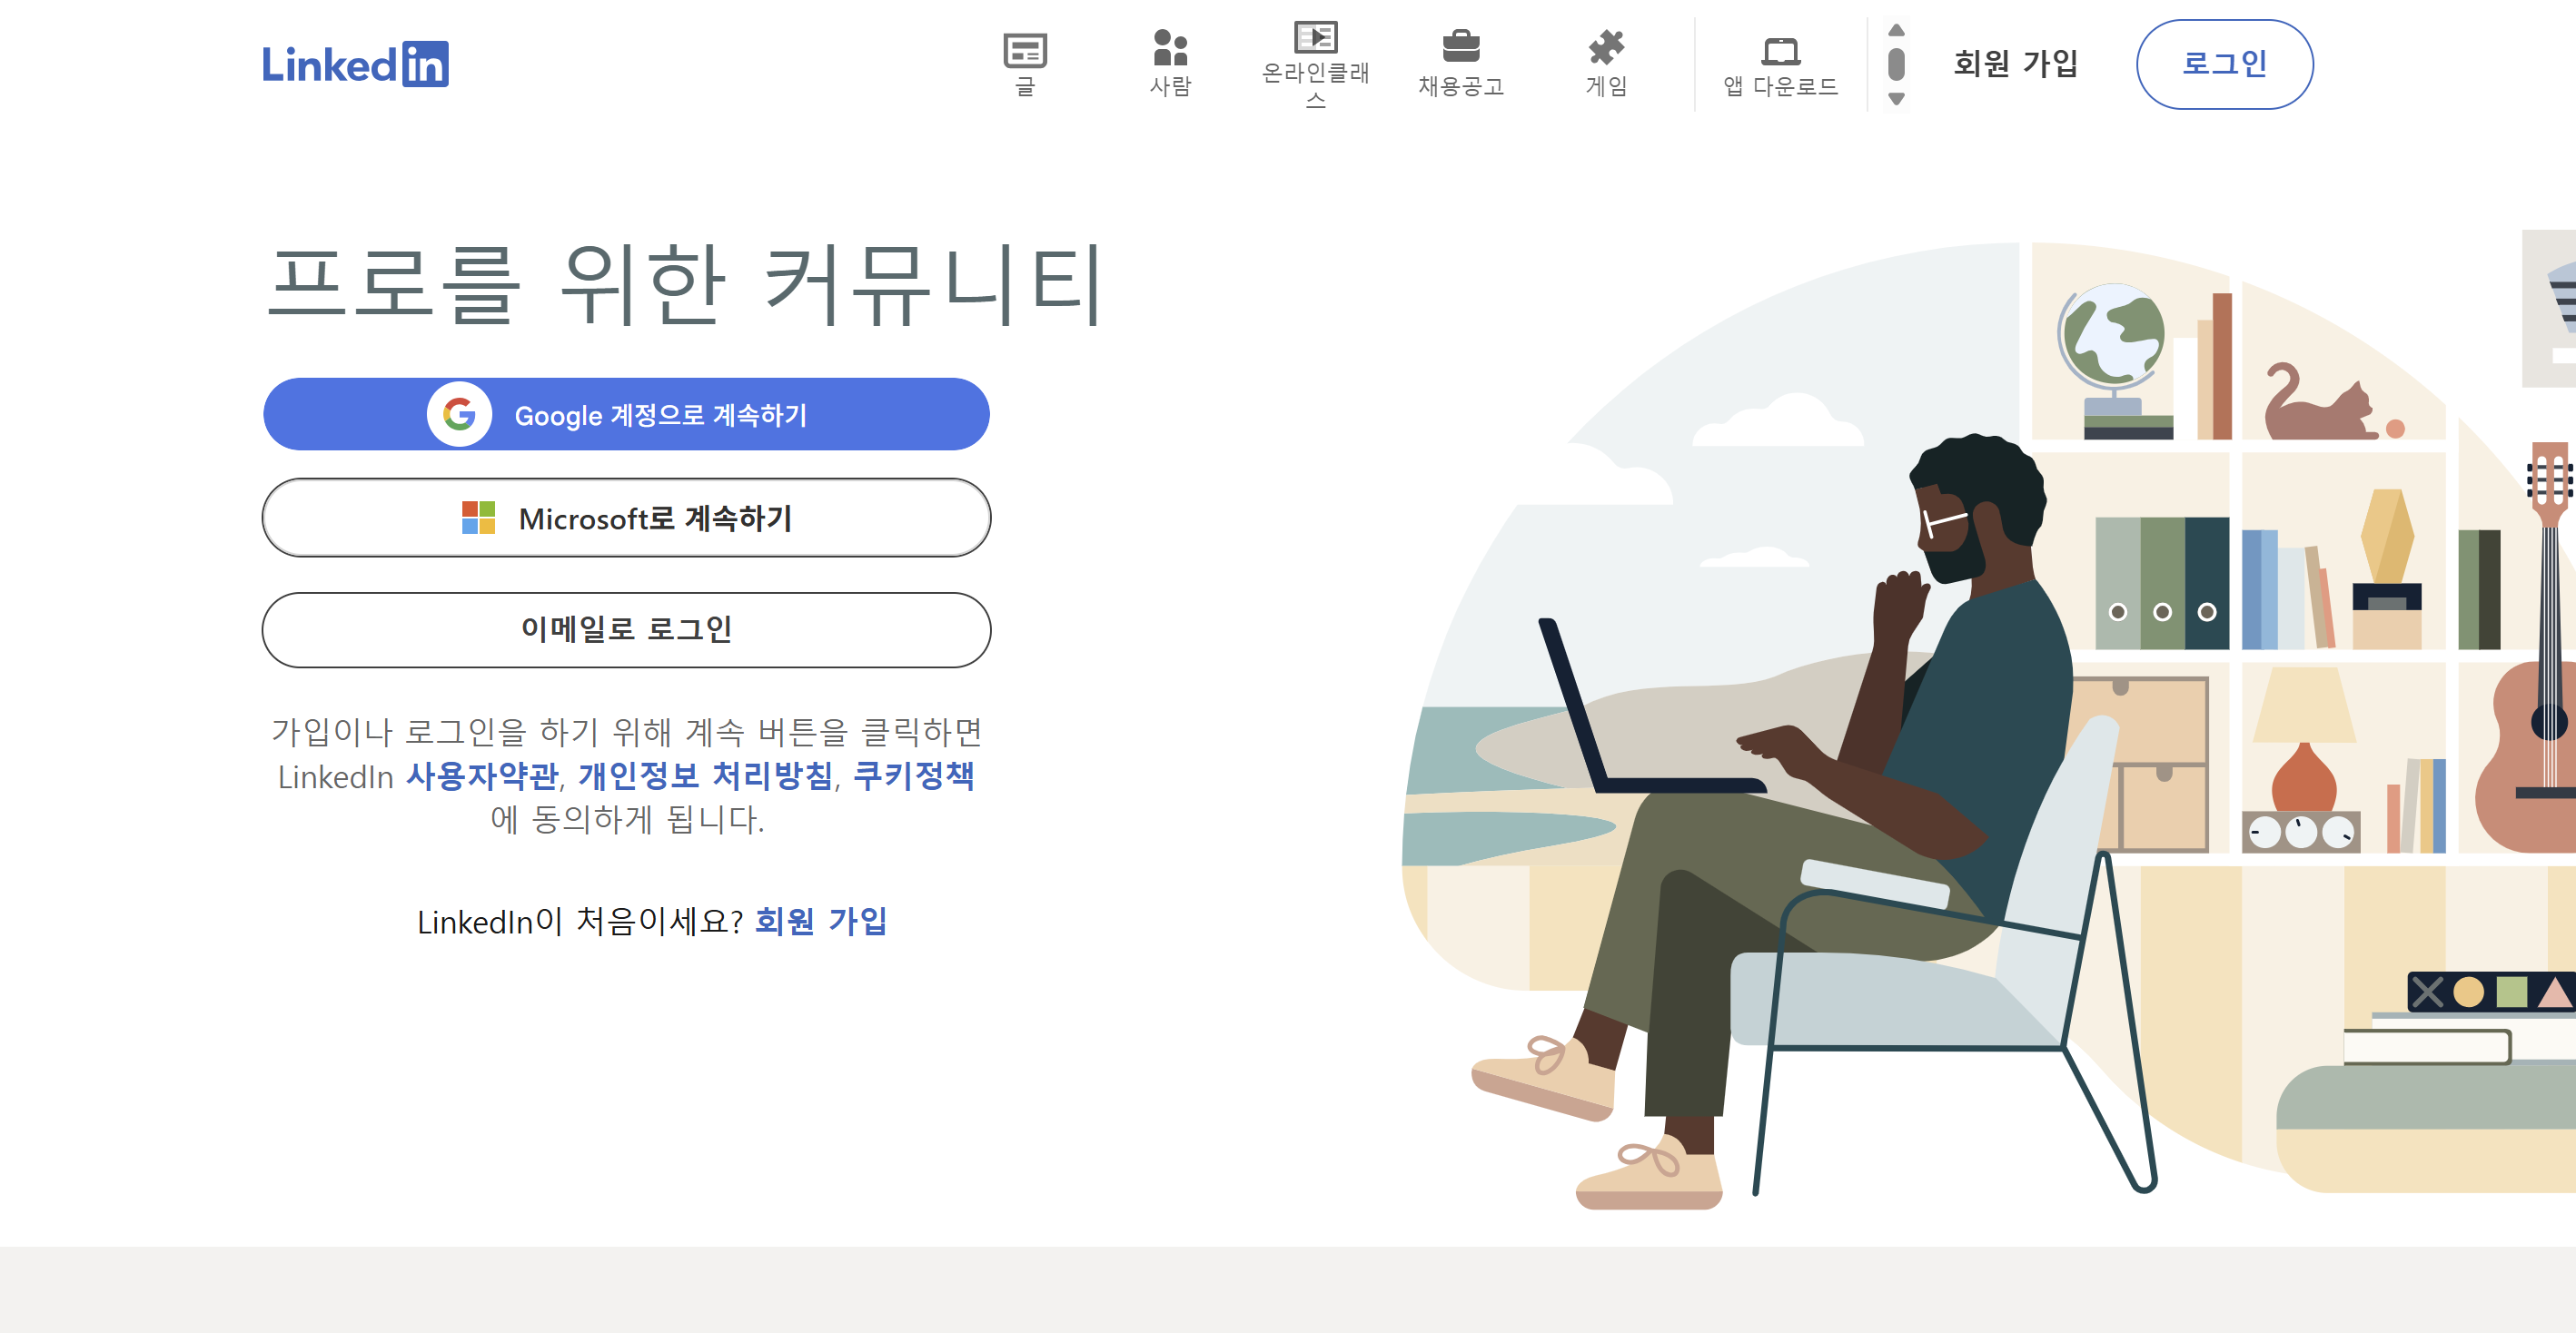 Linked in
글
사람
온라인클래
스
채용공고
게임
앱 다운로드
회원 가입
로그인
프로를 위한 커뮤니티
Google 계정으로 계속하기
Microsoft로 계속하기
이메일로 로그인
가입이나 로그인을 하기 위해 계속 버튼을 클릭하면
LinkedIn 사용자약관, 개인정보 처리방침, 쿠키정책
에 동의하게 됩니다.
LinkedIn이 처음이세요? 회원 가입